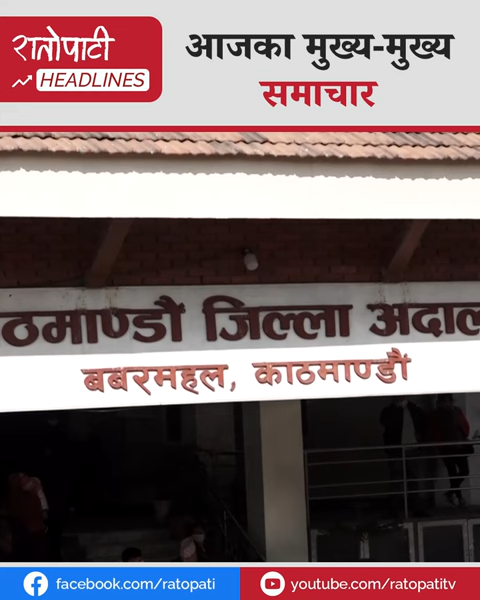 रातोपाटी
HEADLINES
आजका मुख्य-मुख्य
समाचार
ठमाण्डौं जिल्ला अदाल
बबरमहल, काठमाण्डौं
facebook.com/ratopati
youtube.com/ratopatitv